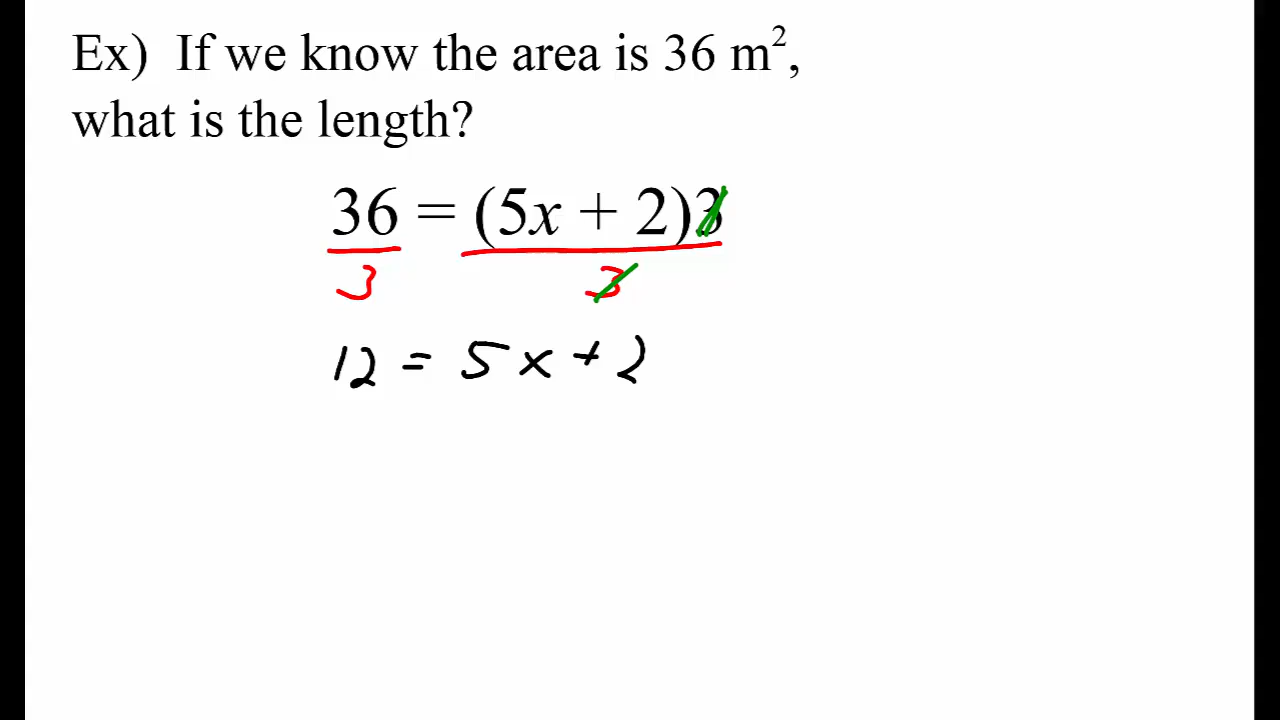 Ex) If we know the area is 36 m²,
what is the length?
36 = (5x + 2)3
3 3
12 = 5x + 2